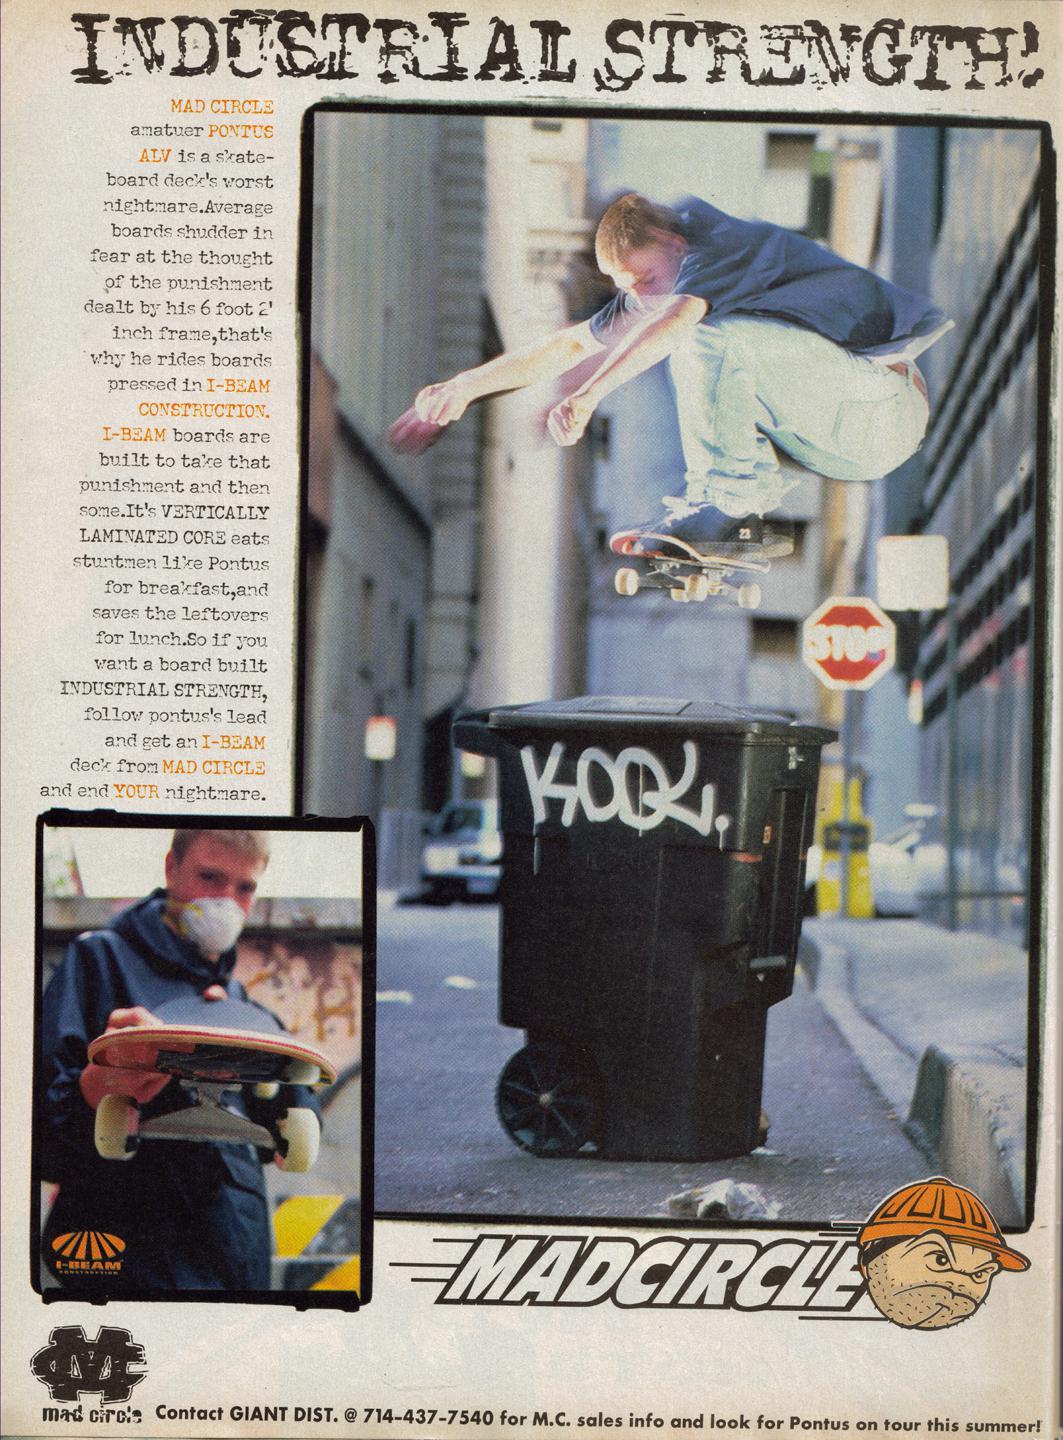 INDUSTRIAL STRENGTH!
MAD CIRCLE
amatuer PONTUS
ALV is a skate-
board deck's worst
nightmare.Average
boards shudder in
fear at the thought
of the punishment
dealt by his 6 foot 2'
inch frame,that's
why he rides boards
pressed in I-BEAM
CONSTRUCTION.
I-BEAM boards are
built to take that
punishment and then
some.It's VERTICALLY
LAMINATED CORE eats
stuntmen like Pontus
for breakfast,and
saves the leftovers
for lunch.So if you
want a board built
INDUSTRIAL STRENGTH,
follow pontus's lead
and get an I-BEAM
deck from MAD CIRCLE
and end YOUR nightmare.
23
STOP
KOOK.
I-BEAM
CONSTRUCTION
MADCIRCLE
MC
mad circle
Contact GIANT DIST. @ 714-437-7540 for M.C. sales info and look for Pontus on tour this summer!